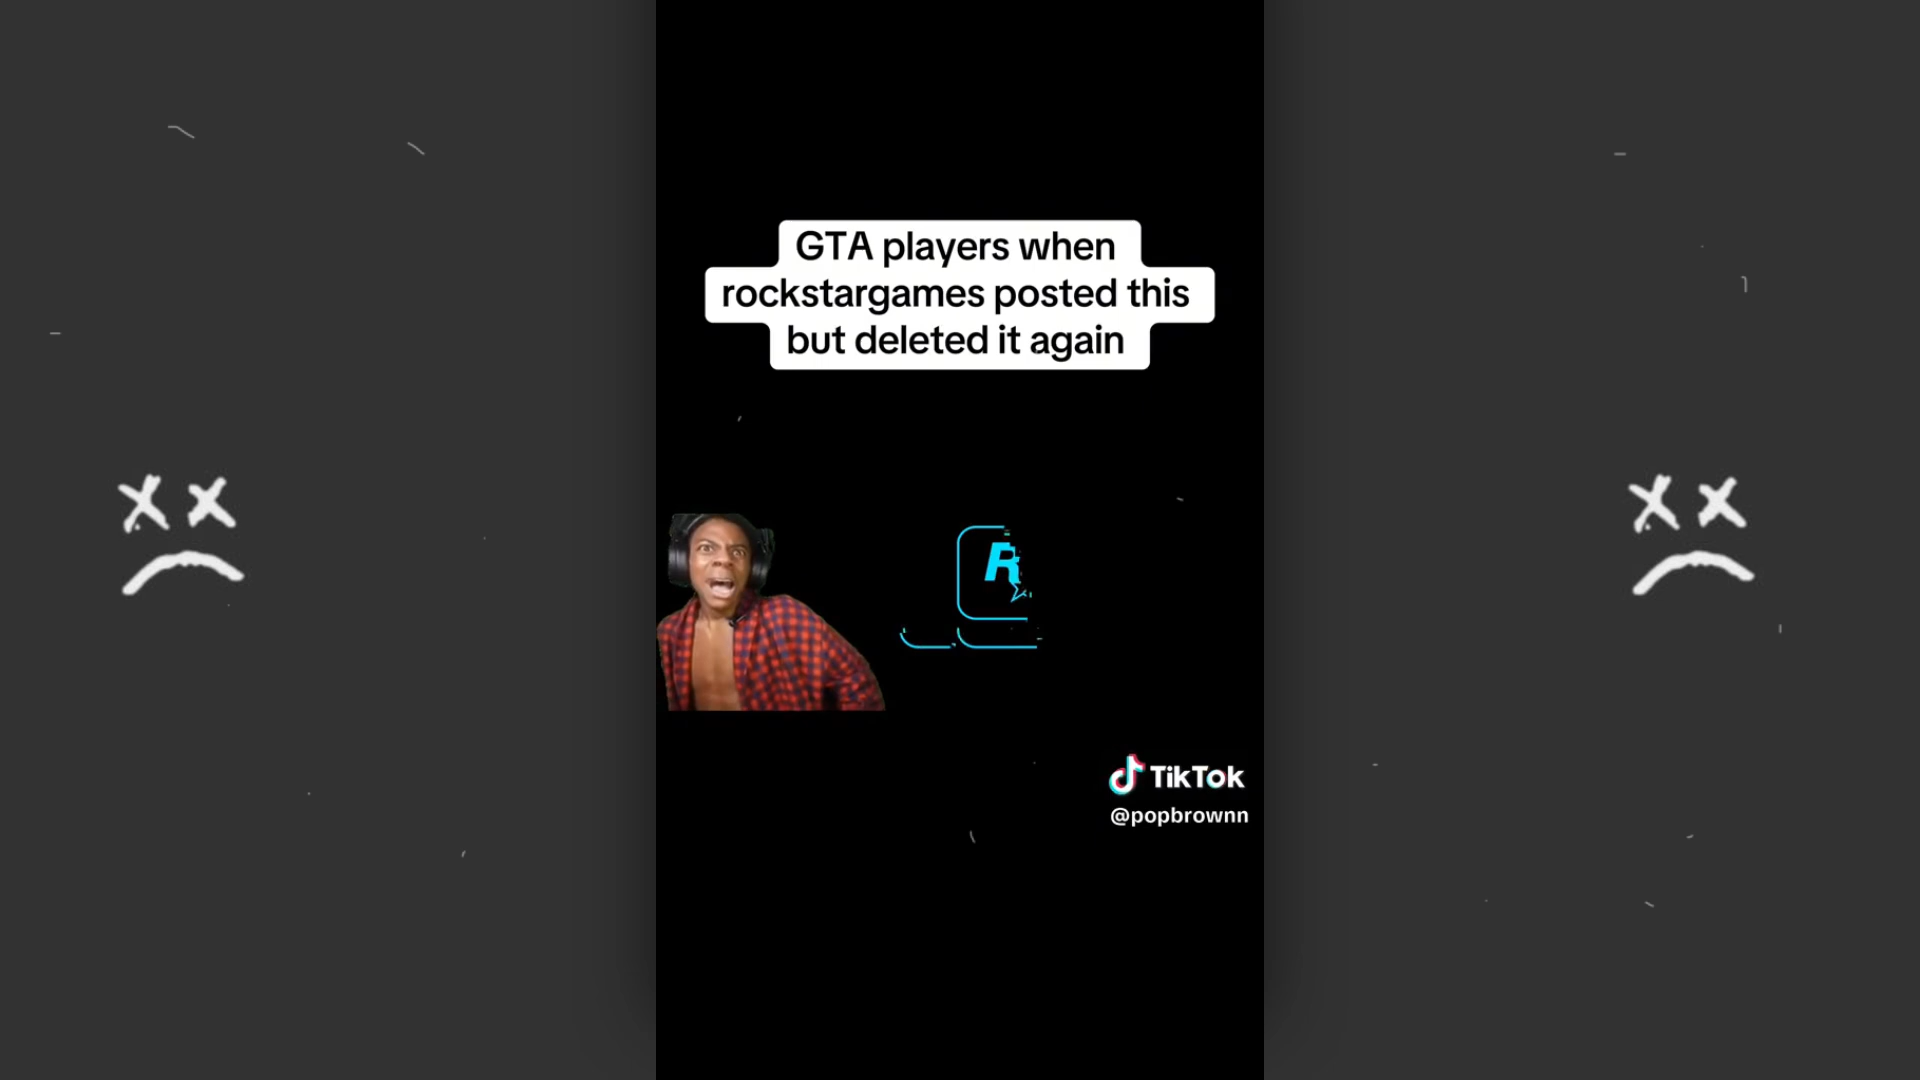 GTA players when
rockstargames posted this
but deleted it again
R
TikTok
@popbrownn